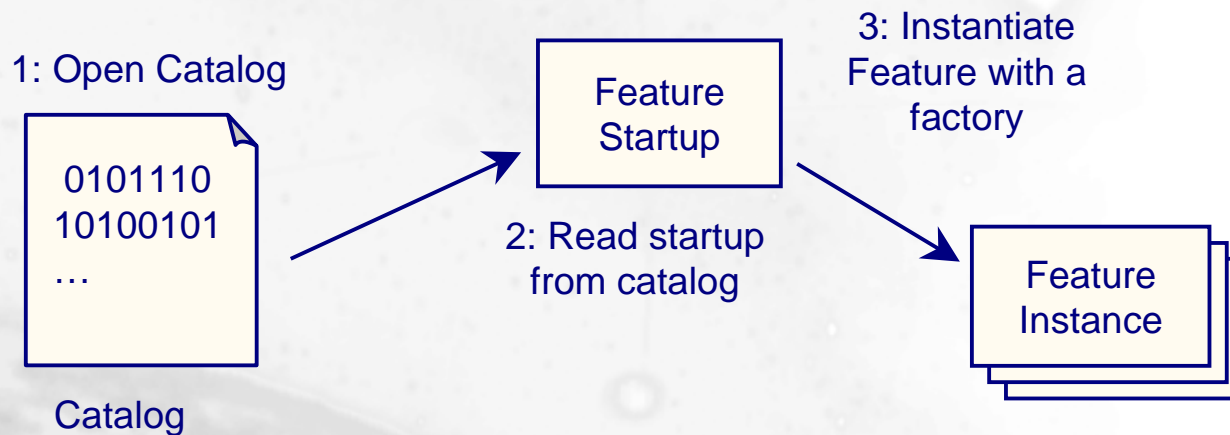 1: Open Catalog
0101110
10100101
…
Catalog
Feature
Startup
2: Read startup
from catalog
3: Instantiate
Feature with a
factory
Feature
Instance